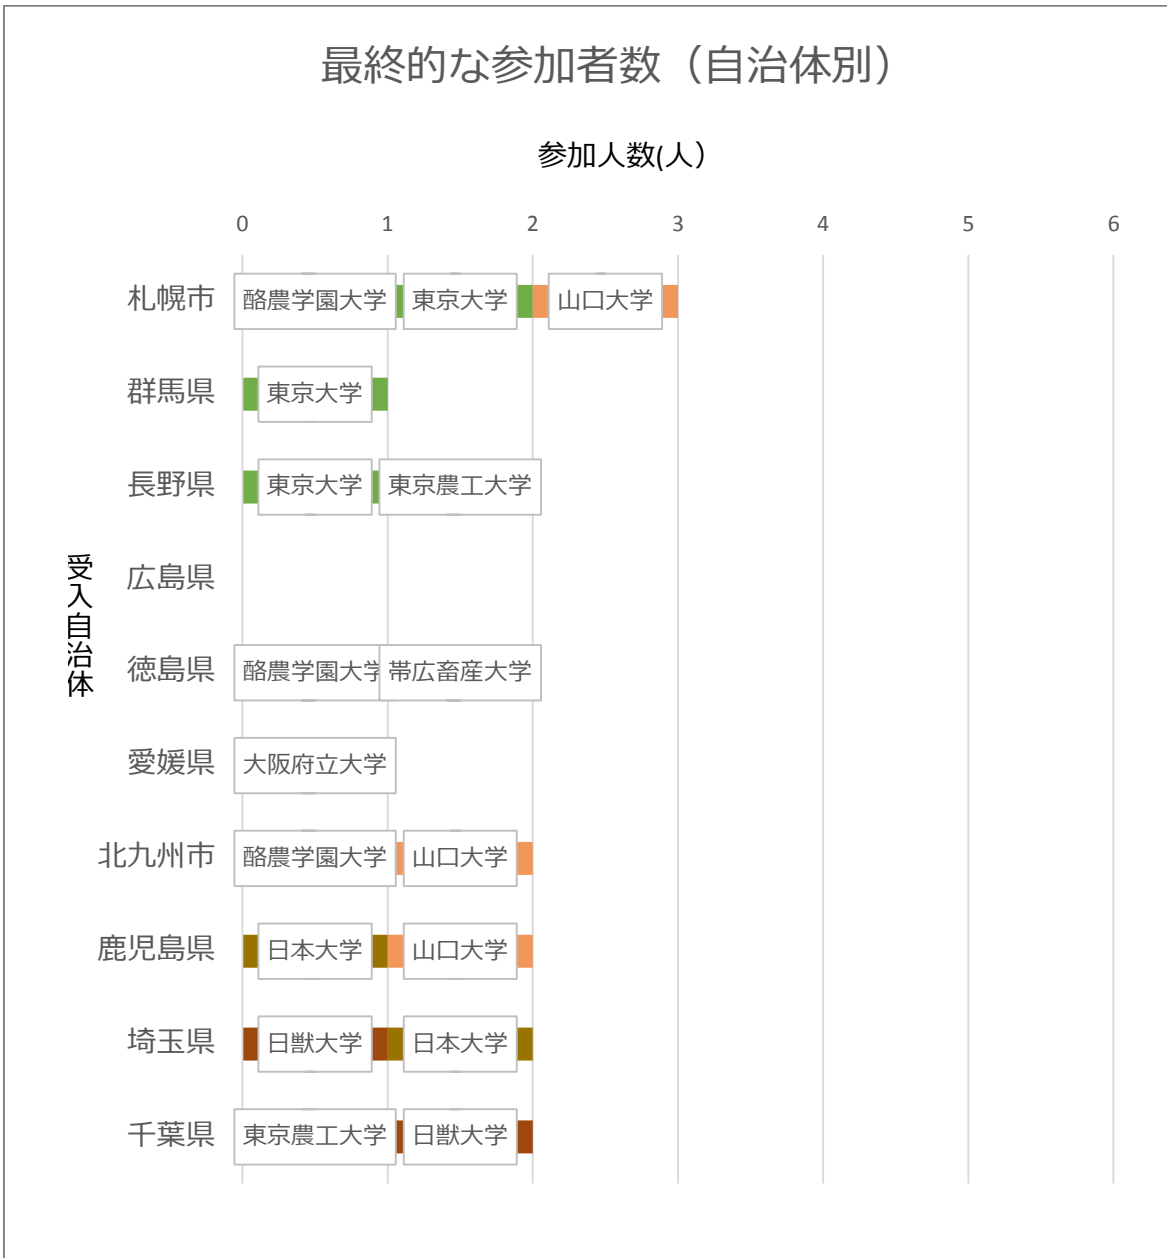 最終的な参加者数（自治体別）
参加人数(人）
0 1 2 3 4 5 6
札幌市 酪農学園大学 東京大学 山口大学
群馬県 東京大学
長野県 東京大学 東京農工大学
広島県
受入自治体
徳島県 酪農学園大学 帯広畜産大学
愛媛県 大阪府立大学
北九州市 酪農学園大学 山口大学
鹿児島県 日本大学 山口大学
埼玉県 日獣大学 日本大学
千葉県 東京農工大学 日獣大学